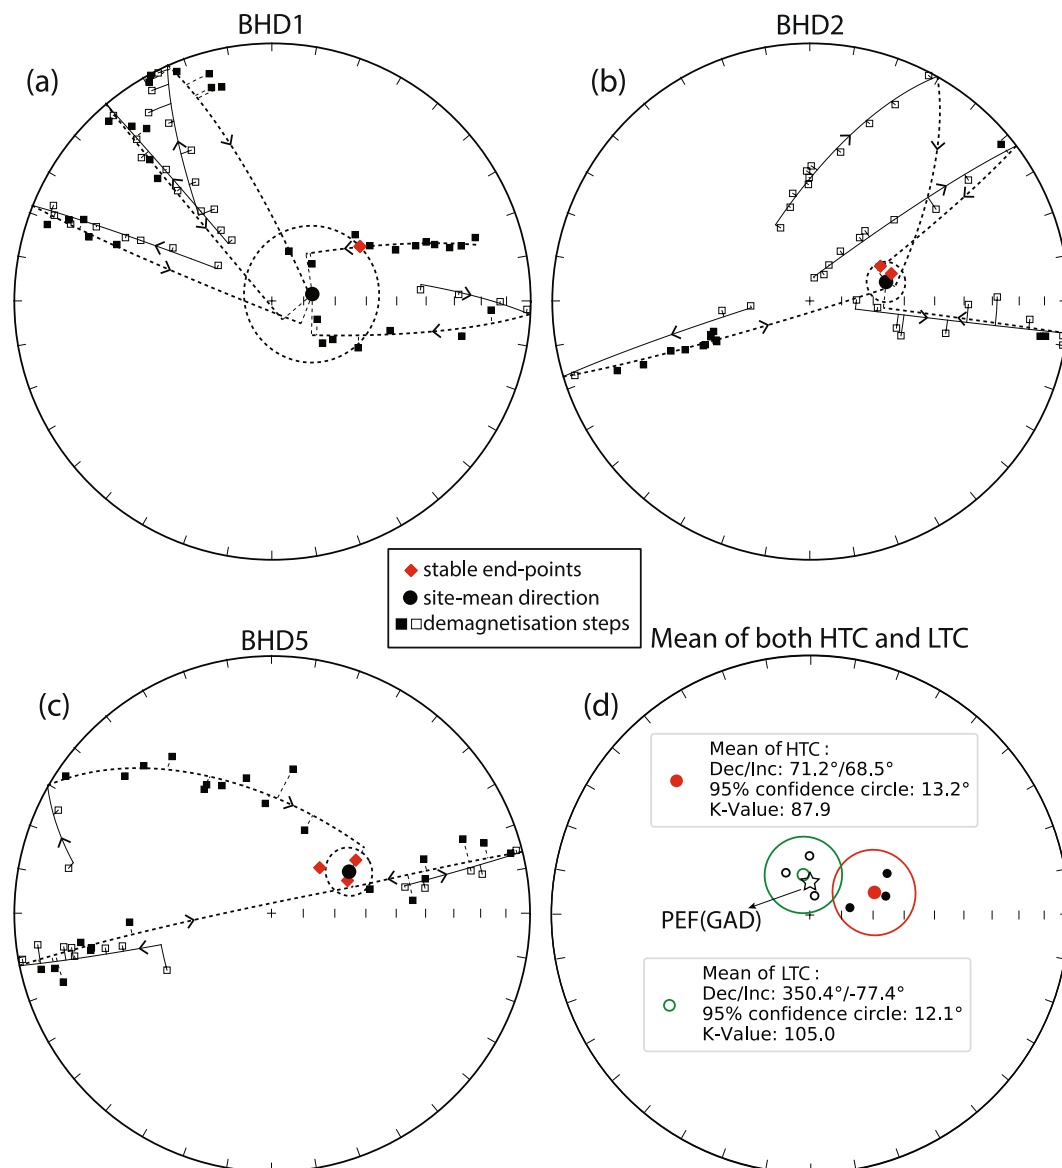 BHD1
BHD2
(a)
(b)
stable end-points
site-mean direction
demagnetisation steps
BHD5
Mean of both HTC and LTC
(c)
(d)
Mean of HTC :
Dec/Inc: 71.2°/68.5°
95% confidence circle: 13.2°
K-Value: 87.9
PEF(GAD)
Mean of LTC :
Dec/Inc: 350.4°/-77.4°
95% confidence circle: 12.1°
K-Value: 105.0